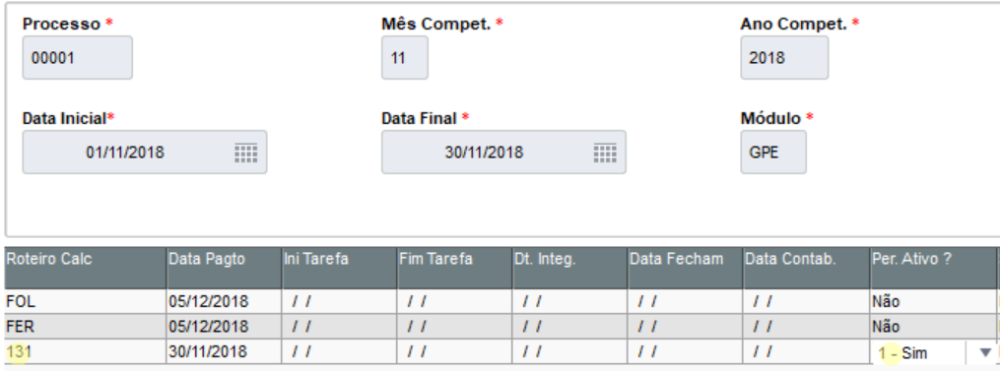 Processo * Mês Compet. * Ano Compet. *
00001 11 2018
Data Inicial* Data Final * Módulo *
01/11/2018 30/11/2018 GPE
Roteiro Calc Data Pagto Ini Tarefa Fim Tarefa Dt. Integ. Data Fecham Data Contab. Per. Ativo ?
FOL 05/12/2018 / / / / / / / / / / Não
FER 05/12/2018 / / / / / / / / / / Não
131 30/11/2018 / / / / / / / / / / 1 - Sim